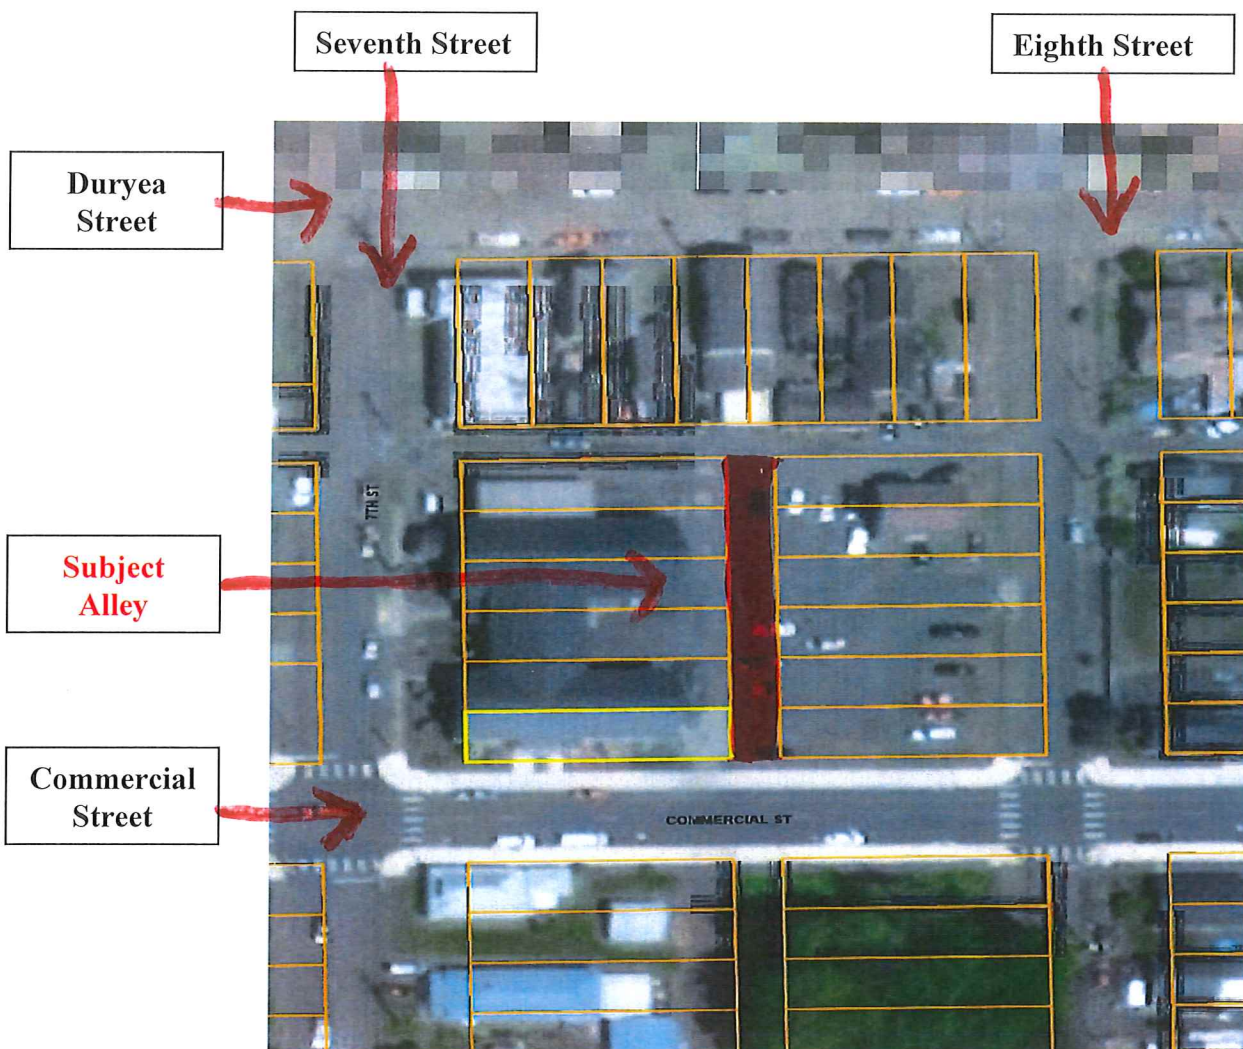 Seventh Street
Eighth Street
Duryea
Street
7TH ST
Subject
Alley
Commercial
Street
COMMERCIAL ST